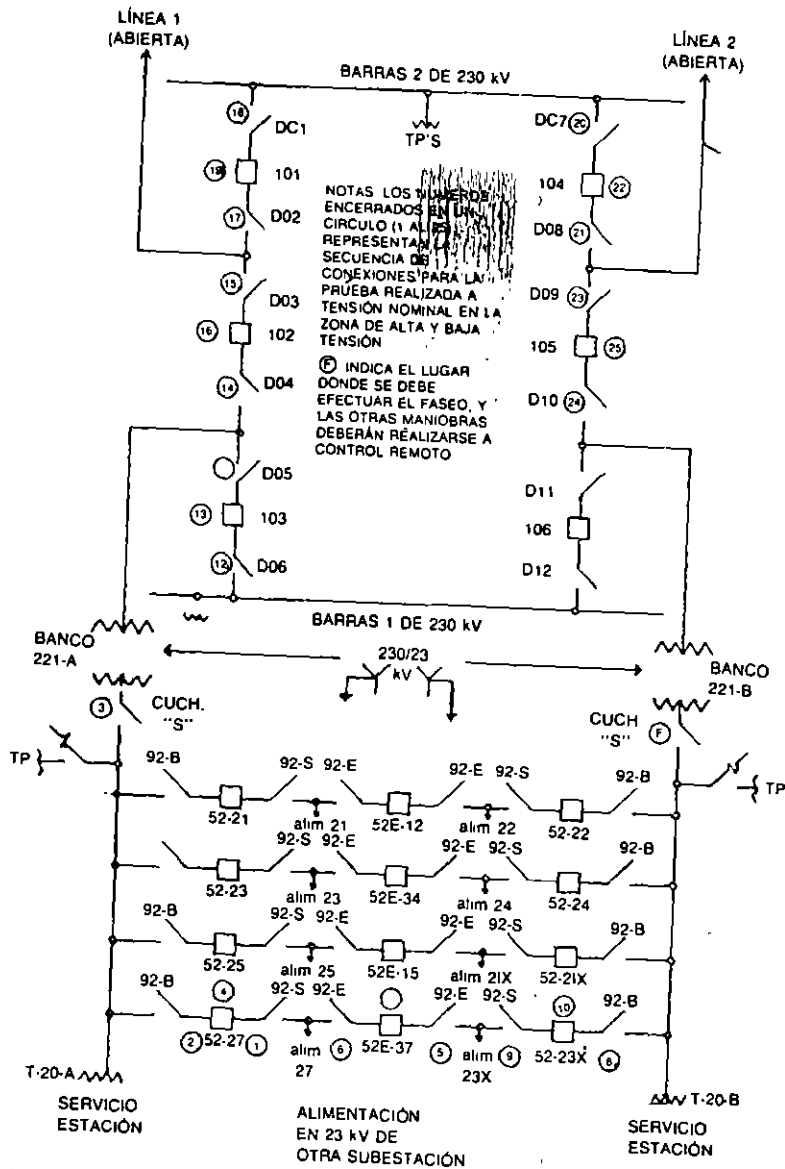 LÍNEA 1
(ABIERTA)
LÍNEA 2
(ABIERTA)
BARRAS 2 DE 230 kV
TP'S
18
DC1
19
101
17
D02
15
D03
16
102
14
D04
D05
13
103
12
D06
DC7 20
104
22
D08 21
D09
23
105
25
D10 24
D11
106
D12
NOTAS LOS NUMEROS
ENCERRADOS EN UN
CIRCULO (1 AL 25)
REPRESENTAN LA
SECUENCIA DE
CONEXIONES PARA LA
PRUEBA REALIZADA A
TENSIÓN NOMINAL EN LA
ZONA DE ALTA Y BAJA
TENSIÓN
F INDICA EL LUGAR
DONDE SE DEBE
EFECTUAR EL FASEO, Y
LAS OTRAS MANIOBRAS
DEBERÁN REALIZARSE A
CONTROL REMOTO
BARRAS 1 DE 230 kV
BANCO
221-A
230/23
kV
BANCO
221-B
3
CUCH.
"S"
CUCH
"S"
F
TP
TP
92-B
92-S
92-E
92-E
92-S
92-B
52-21
alim 21
52E-12
alim 22
52-22
92-S
92-E
92-E
92-S
92-B
52-23
alim 23
52E-34
alim 24
52-24
92-B
92-S
92-E
92-E
92-S
92-B
52-25
alim 25
52E-15
alim 21X
52-21X
92-B
4
92-S
92-E
92-E
92-S
10
92-B
2
52-27
1
alim
27
6
52E-37
5
alim
23X
9
52-23X
T-20-A
SERVICIO
ESTACIÓN
ALIMENTACIÓN
EN 23 kV DE
OTRA SUBESTACIÓN
T-20-B
SERVICIO
ESTACIÓN